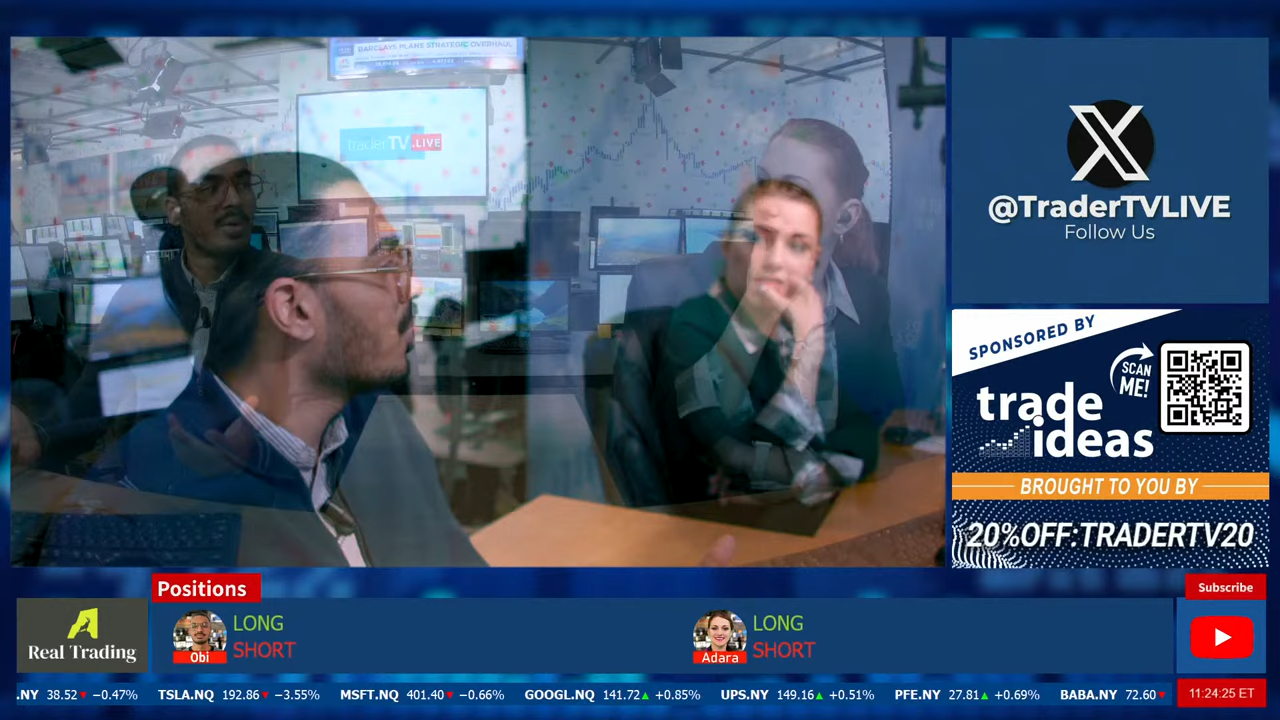 BARCLAYS PLANS STRATEGIC OVERHAUL
TraderTV.LIVE
@TraderTVLIVE
Follow Us
SPONSORED BY
trade
ideas
SCAN
ME!
BROUGHT TO YOU BY
20%OFF:TRADERTV20
Positions
Subscribe
Real Trading
Obi
LONG
SHORT
Adara
LONG
SHORT
.NY 38.52▼ −0.47% TSLA.NQ 192.86▼ −3.55% MSFT.NQ 401.40▼ −0.66% GOOGL.NQ 141.72▲ +0.85% UPS.NY 149.16▲ +0.51% PFE.NY 27.81▲ +0.69% BABA.NY 72.60▼
11:24:25 ET